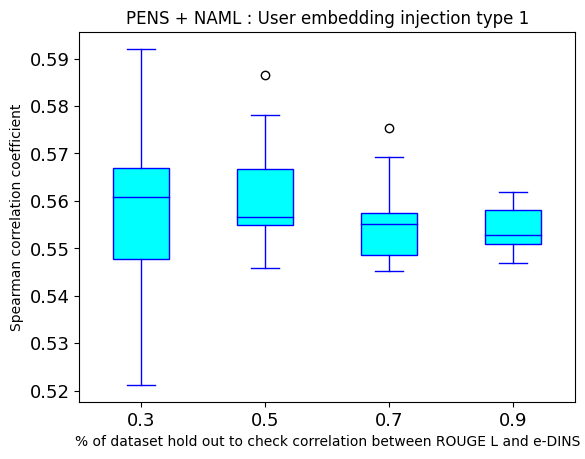 PENS + NAML : User embedding injection type 1
Spearman correlation coefficient
0.59
0.58
0.57
0.56
0.55
0.54
0.53
0.52
0.3 0.5 0.7 0.9
% of dataset hold out to check correlation between ROUGE L and e-DINS